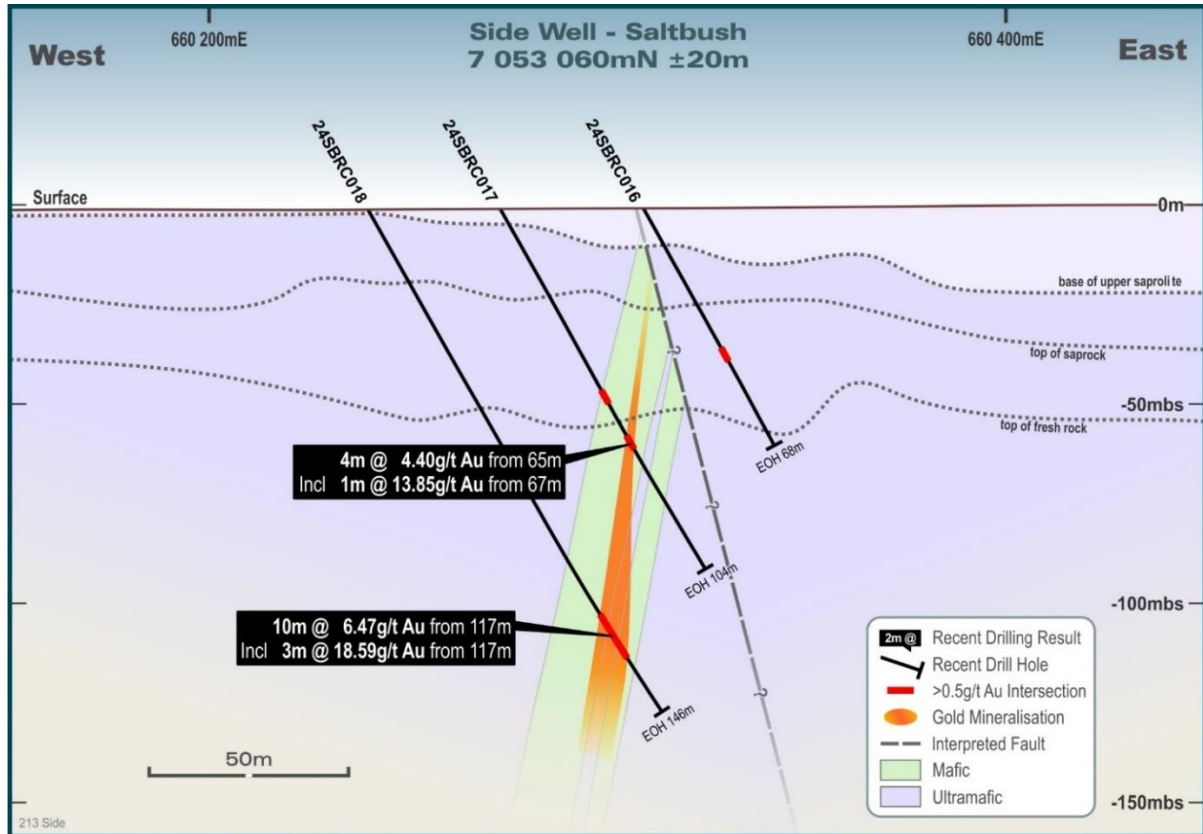 660 200mE
Side Well - Saltbush
7 053 060mN ±20m
660 400mE
West
East
24SBRC018
24SBRC017
24SBRC016
Surface
0m
base of upper saprolite
top of saprock
-50mbs
top of fresh rock
EOH 68m
4m @ 4.40g/t Au from 65m
Incl 1m @ 13.85g/t Au from 67m
EOH 104m
-100mbs
10m @ 6.47g/t Au from 117m
Incl 3m @ 18.59g/t Au from 117m
EOH 146m
?
?
?
?
50m
2m @ Recent Drilling Result
Recent Drill Hole
>0.5g/t Au Intersection
Gold Mineralisation
Interpreted Fault
Mafic
Ultramafic
-150mbs
213 Side